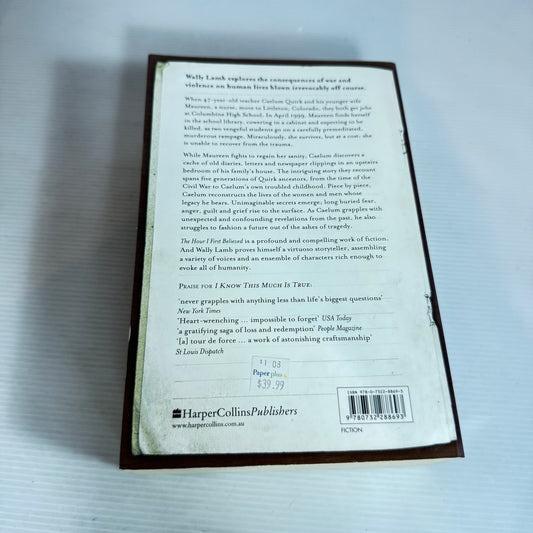 Wally Lamb explores the consequences of war and
violence on human lives blown irrevocably off course.
When 47-year-old teacher Caelum Quirk and his younger wife
Maureen, a nurse, move to Littleton, Colorado, they both get jobs
at Columbine High School. In April 1999, Maureen finds herself
in the school library, cowering in a cabinet and expecting to be
killed, as two vengeful students go on a carefully premeditated,
murderous rampage. Miraculously, she survives, but at a cost: she
is unable to recover from the trauma.
While Maureen fights to regain her sanity, Caelum discovers a
cache of old diaries, letters and newspaper clippings in an upstairs
bedroom of his family's house. The intriguing story they recount
spans five generations of Quirk ancestors, from the time of the
Civil War to Caelum's own troubled childhood. Piece by piece,
Caelum reconstructs the lives of the women and men whose
legacy he bears. Unimaginable secrets emerge; long buried fear,
anger, guilt and grief rise to the surface. As Caelum grapples with
unexpected and confounding revelations from the past, he also
struggles to fashion a future out of the ashes of tragedy.
The Hour I First Believed is a profound and compelling work of fiction.
And Wally Lamb proves himself a virtuoso storyteller, assembling
a variety of voices and an ensemble of characters rich enough to
evoke all of humanity.
PRAISE FOR I KNOW THIS MUCH IS TRUE:
'never grapples with anything less than life's biggest questions'
New York Times
'Heart-wrenching ... impossible to forget' USA Today
'a gratifying saga of loss and redemption' People Magazine
'[a] tour de force ... a work of astonishing craftsmanship'
St Louis Dispatch
$1 03
Paper plus
$39.99
HarperCollinsPublishers
www.harpercollins.com.au
ISBN 978-0-7322-8869-3
9 780732 288693
FICTION